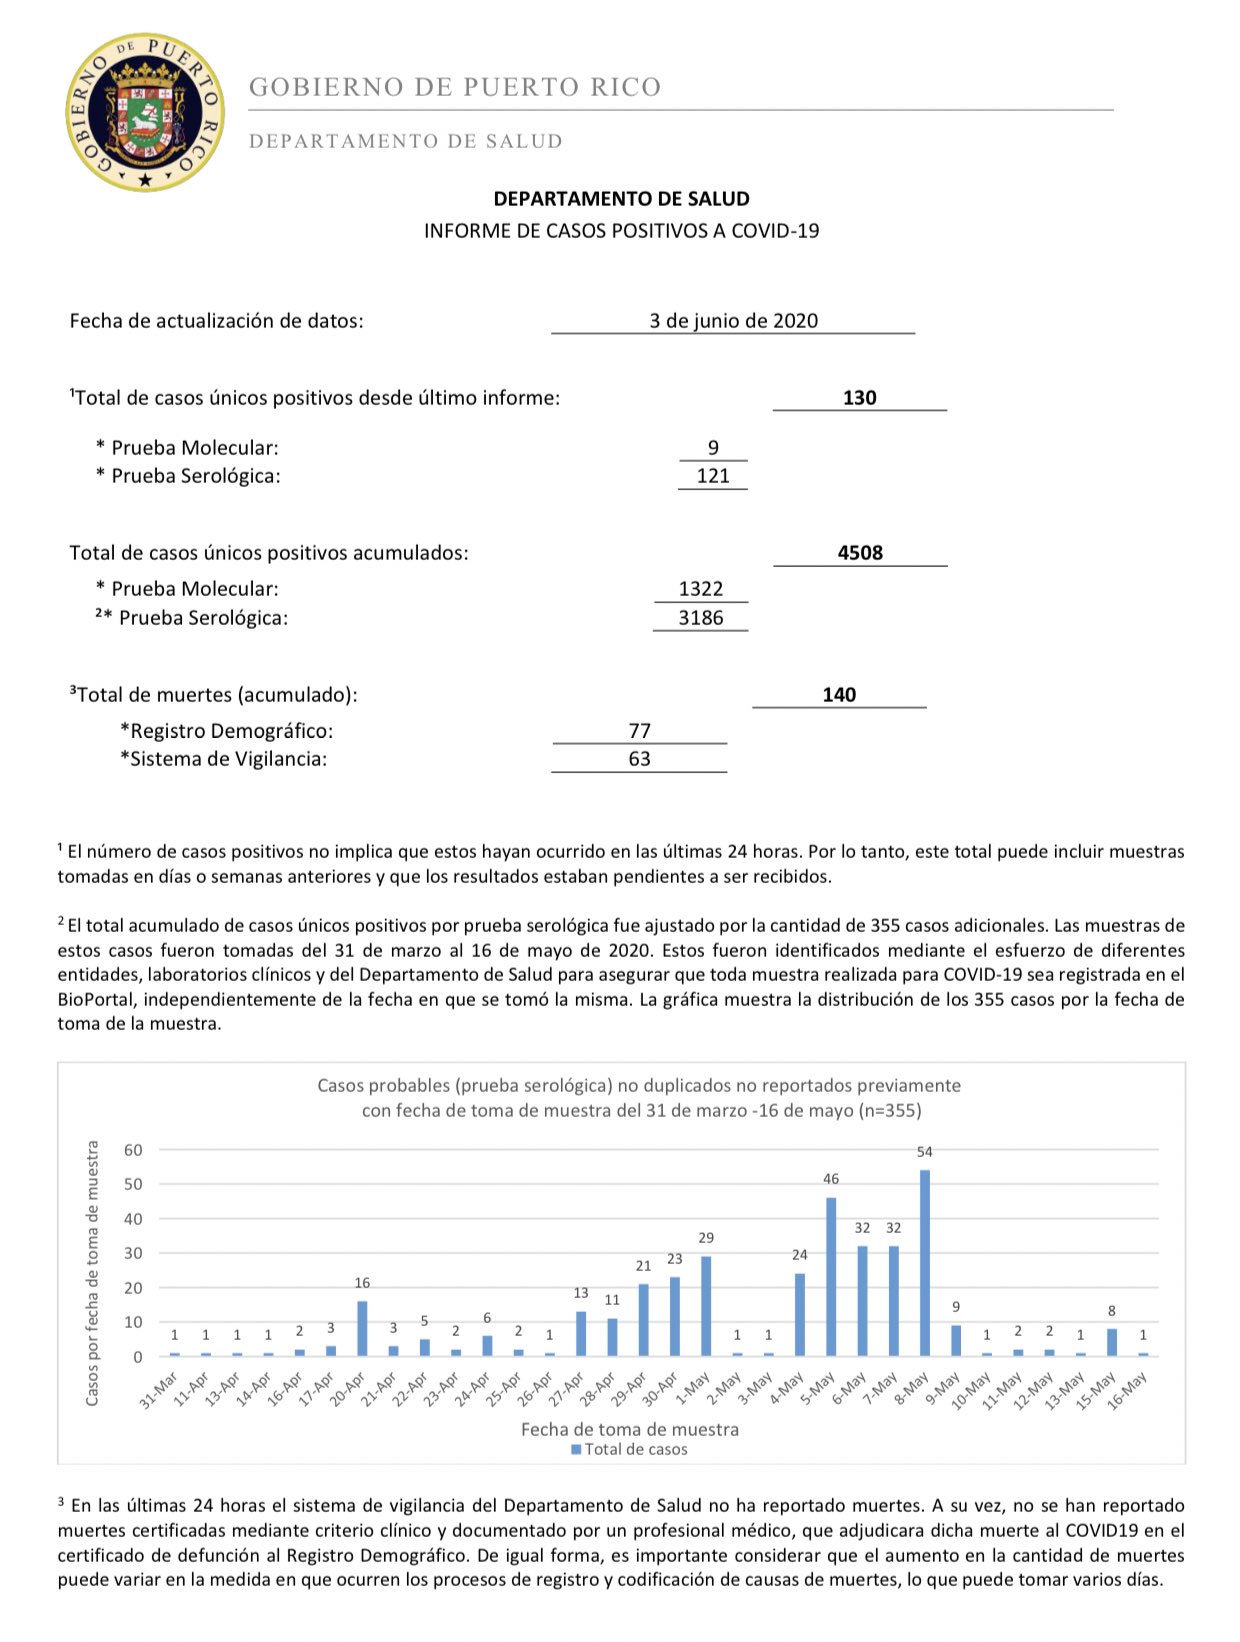 GOBIERNO DE PUERTO RICO
GOBIERNO DE PUERTO RICO
DEPARTAMENTO DE SALUD
DEPARTAMENTO DE SALUD
INFORME DE CASOS POSITIVOS A COVID-19
Fecha de actualización de datos: 3 de junio de 2020
¹Total de casos únicos positivos desde último informe: 130
* Prueba Molecular: 9
* Prueba Serológica: 121
Total de casos únicos positivos acumulados: 4508
* Prueba Molecular: 1322
²* Prueba Serológica: 3186
³Total de muertes (acumulado): 140
*Registro Demográfico: 77
*Sistema de Vigilancia: 63
¹ El número de casos positivos no implica que estos hayan ocurrido en las últimas 24 horas. Por lo tanto, este total puede incluir muestras
tomadas en días o semanas anteriores y que los resultados estaban pendientes a ser recibidos.
² El total acumulado de casos únicos positivos por prueba serológica fue ajustado por la cantidad de 355 casos adicionales. Las muestras de
estos casos fueron tomadas del 31 de marzo al 16 de mayo de 2020. Estos fueron identificados mediante el esfuerzo de diferentes
entidades, laboratorios clínicos y del Departamento de Salud para asegurar que toda muestra realizada para COVID-19 sea registrada en el
BioPortal, independientemente de la fecha en que se tomó la misma. La gráfica muestra la distribución de los 355 casos por la fecha de
toma de la muestra.
Casos probables (prueba serológica) no duplicados no reportados previamente
con fecha de toma de muestra del 31 de marzo -16 de mayo (n=355)
Casos por fecha de toma de muestra
60
50
40
30
20
10
0
1 1 1 1 2 3 16 3 5 2 6 2 1 13 11 21 23 29 1 1 24 46 32 32 54 9 1 2 2 1 8 1
31-Mar 11-Apr 13-Apr 14-Apr 16-Apr 17-Apr 20-Apr 21-Apr 22-Apr 23-Apr 24-Apr 25-Apr 26-Apr 27-Apr 28-Apr 29-Apr 30-Apr 1-May 2-May 3-May 4-May 5-May 6-May 7-May 8-May 9-May 10-May 11-May 12-May 13-May 15-May 16-May
Fecha de toma de muestra
Total de casos
³ En las últimas 24 horas el sistema de vigilancia del Departamento de Salud no ha reportado muertes. A su vez, no se han reportado
muertes certificadas mediante criterio clínico y documentado por un profesional médico, que adjudicara dicha muerte al COVID19 en el
certificado de defunción al Registro Demográfico. De igual forma, es importante considerar que el aumento en la cantidad de muertes
puede variar en la medida en que ocurren los procesos de registro y codificación de causas de muertes, lo que puede tomar varios días.